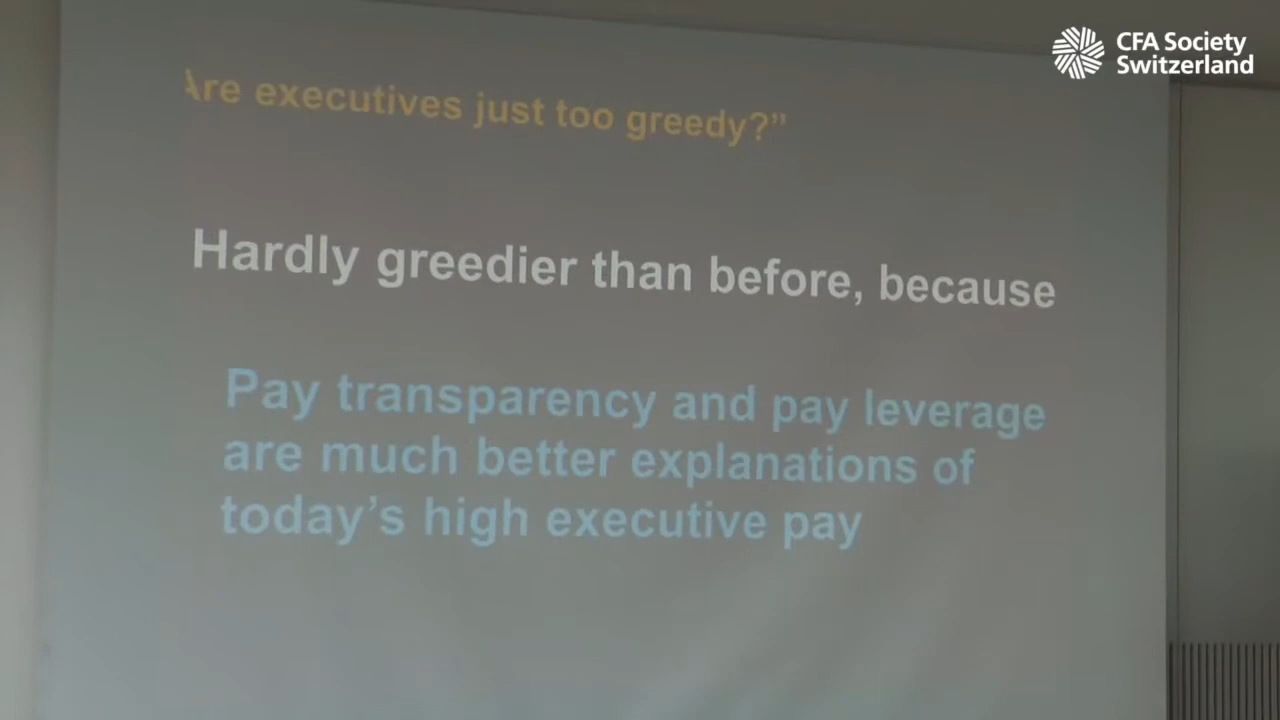 CFA Society
Switzerland
Are executives just too greedy?”
Hardly greedier than before, because
Pay transparency and pay leverage
are much better explanations of
today’s high executive pay